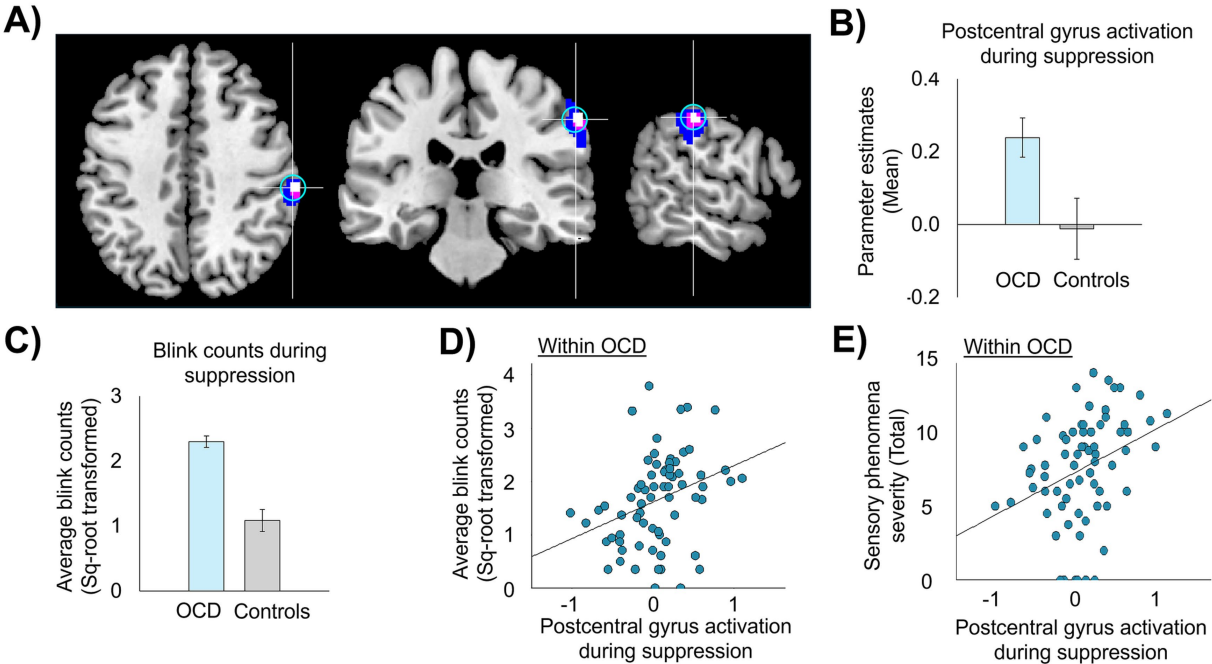 A)
B)
Postcentral gyrus activation
during suppression
Parameter estimates
(Mean)
0.4
0.2
0.0
-0.2
OCD
Controls
C)
Blink counts during
suppression
Average blink counts
(Sq-root transformed)
3
2
1
0
OCD
Controls
D)
Within OCD
Average blink counts
(Sq-root transformed)
4
3
2
1
0
-1
0
1
Postcentral gyrus activation
during suppression
E)
Within OCD
Sensory phenomena
severity (Total)
15
10
5
0
-1
0
1
Postcentral gyrus activation
during suppression